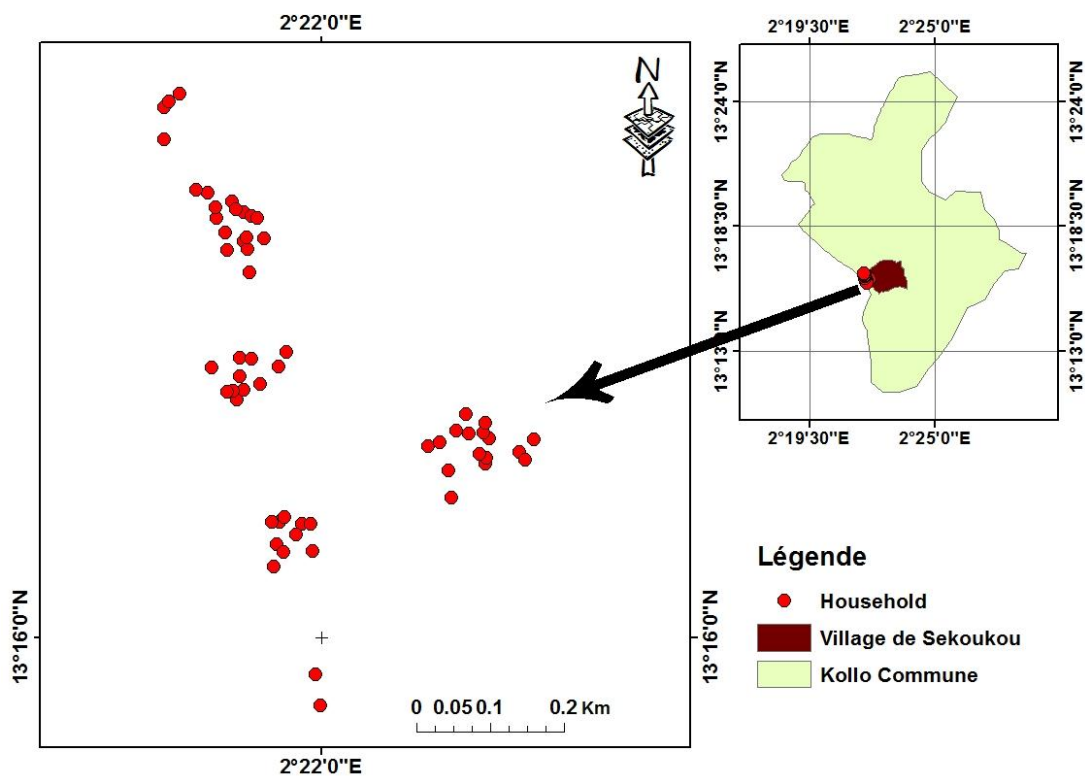 2°22'0"E
N
13°16'0"N
13°16'0"N
0 0.05 0.1 0.2 Km
2°22'0"E
2°19'30"E 2°25'0"E
13°24'0"N
13°24'0"N
13°18'30"N
13°18'30"N
13°13'0"N
13°13'0"N
2°19'30"E 2°25'0"E
Légende
Household
Village de Sekoukou
Kollo Commune